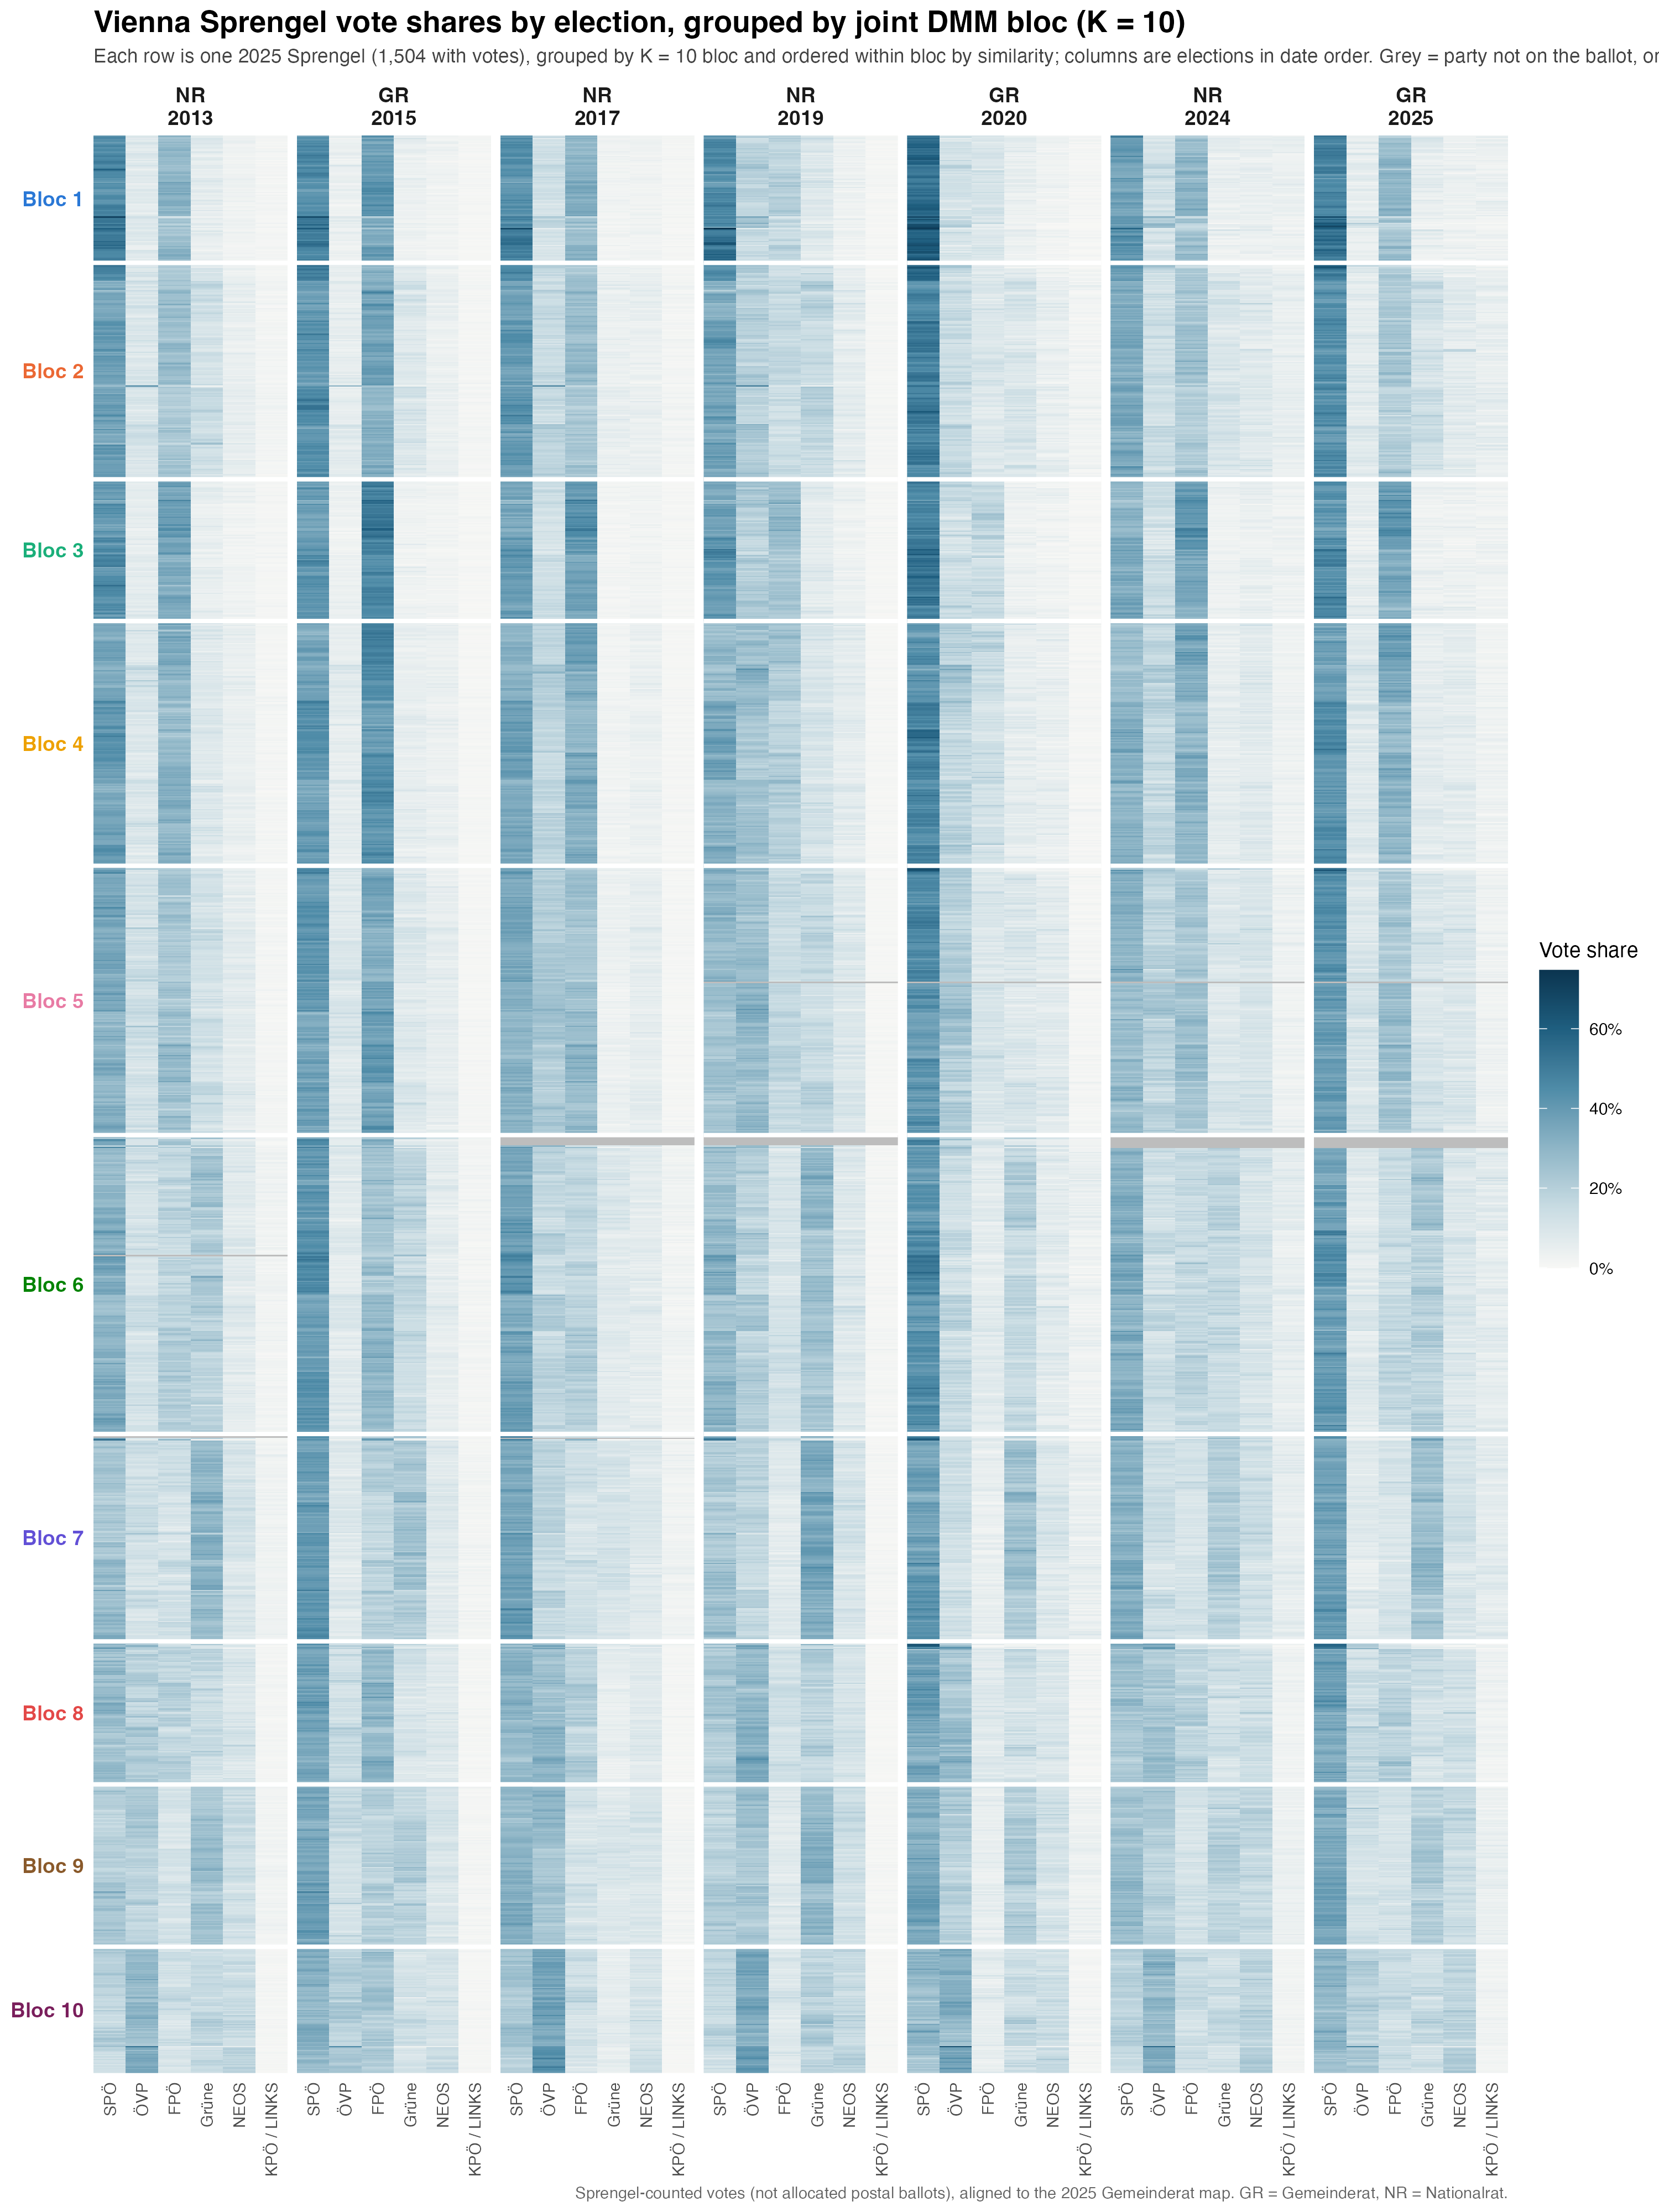 Vienna Sprengel vote shares by election, grouped by joint DMM bloc (K = 10)
Each row is one 2025 Sprengel (1,504 with votes), grouped by K = 10 bloc and ordered within bloc by similarity; columns are elections in date order. Grey = party not on the ballot, or
NR GR NR NR GR NR GR
2013 2015 2017 2019 2020 2024 2025
Bloc 1
Bloc 2
Bloc 3
Bloc 4
Bloc 5
Bloc 6
Bloc 7
Bloc 8
Bloc 9
Bloc 10
Vote share
60%
40%
20%
0%
SPÖ ÖVP FPÖ Grüne NEOS KPÖ / LINKS SPÖ ÖVP FPÖ Grüne NEOS KPÖ / LINKS SPÖ ÖVP FPÖ Grüne NEOS KPÖ / LINKS SPÖ ÖVP FPÖ Grüne NEOS KPÖ / LINKS SPÖ ÖVP FPÖ Grüne NEOS KPÖ / LINKS SPÖ ÖVP FPÖ Grüne NEOS KPÖ / LINKS SPÖ ÖVP FPÖ Grüne NEOS KPÖ / LINKS
Sprengel-counted votes (not allocated postal ballots), aligned to the 2025 Gemeinderat map. GR = Gemeinderat, NR = Nationalrat.